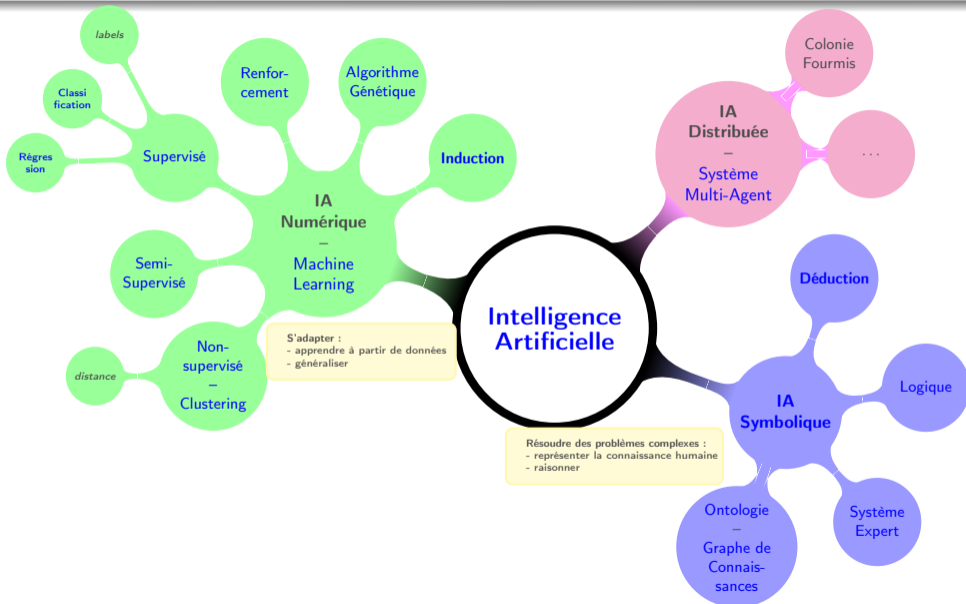 labels
Classi
fication
Régres
sion
Supervisé
Renfor-
cement
Algorithme
Génétique
Induction
IA
Numérique
–
Machine
Learning
Semi-
Supervisé
Non-
supervisé
–
Clustering
distance
S'adapter :
- apprendre à partir de données
- généraliser
Intelligence
Artificielle
IA
Distribuée
–
Système
Multi-Agent
Colonie
Fourmis
. . .
Résoudre des problèmes complexes :
- représenter la connaissance humaine
- raisonner
IA
Symbolique
Déduction
Logique
Système
Expert
Ontologie
–
Graphe de
Connais-
sances